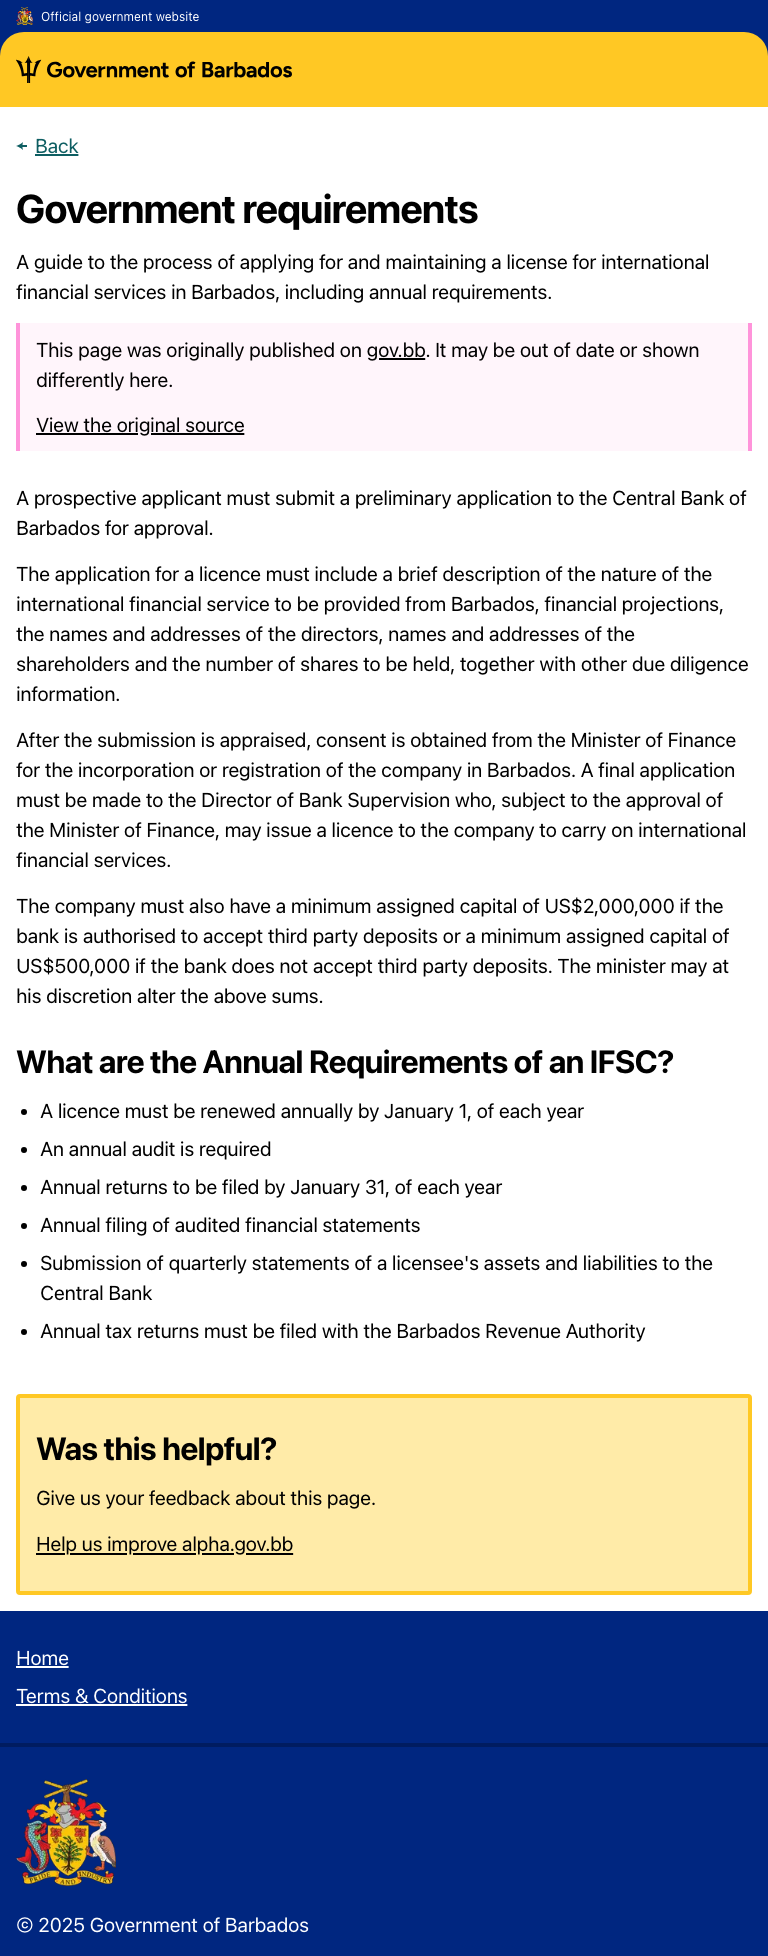 Official government website
Government of Barbados
Back
Government requirements
A guide to the process of applying for and maintaining a license for international
financial services in Barbados, including annual requirements.
This page was originally published on gov.bb. It may be out of date or shown
differently here.
View the original source
A prospective applicant must submit a preliminary application to the Central Bank of
Barbados for approval.
The application for a licence must include a brief description of the nature of the
international financial service to be provided from Barbados, financial projections,
the names and addresses of the directors, names and addresses of the
shareholders and the number of shares to be held, together with other due diligence
information.
After the submission is appraised, consent is obtained from the Minister of Finance
for the incorporation or registration of the company in Barbados. A final application
must be made to the Director of Bank Supervision who, subject to the approval of
the Minister of Finance, may issue a licence to the company to carry on international
financial services.
The company must also have a minimum assigned capital of US$2,000,000 if the
bank is authorised to accept third party deposits or a minimum assigned capital of
US$500,000 if the bank does not accept third party deposits. The minister may at
his discretion alter the above sums.
What are the Annual Requirements of an IFSC?
• A licence must be renewed annually by January 1, of each year
• An annual audit is required
• Annual returns to be filed by January 31, of each year
• Annual filing of audited financial statements
• Submission of quarterly statements of a licensee's assets and liabilities to the
Central Bank
• Annual tax returns must be filed with the Barbados Revenue Authority
Was this helpful?
Give us your feedback about this page.
Help us improve alpha.gov.bb
Home
Terms & Conditions
PRIDE AND INDUSTRY
© 2025 Government of Barbados